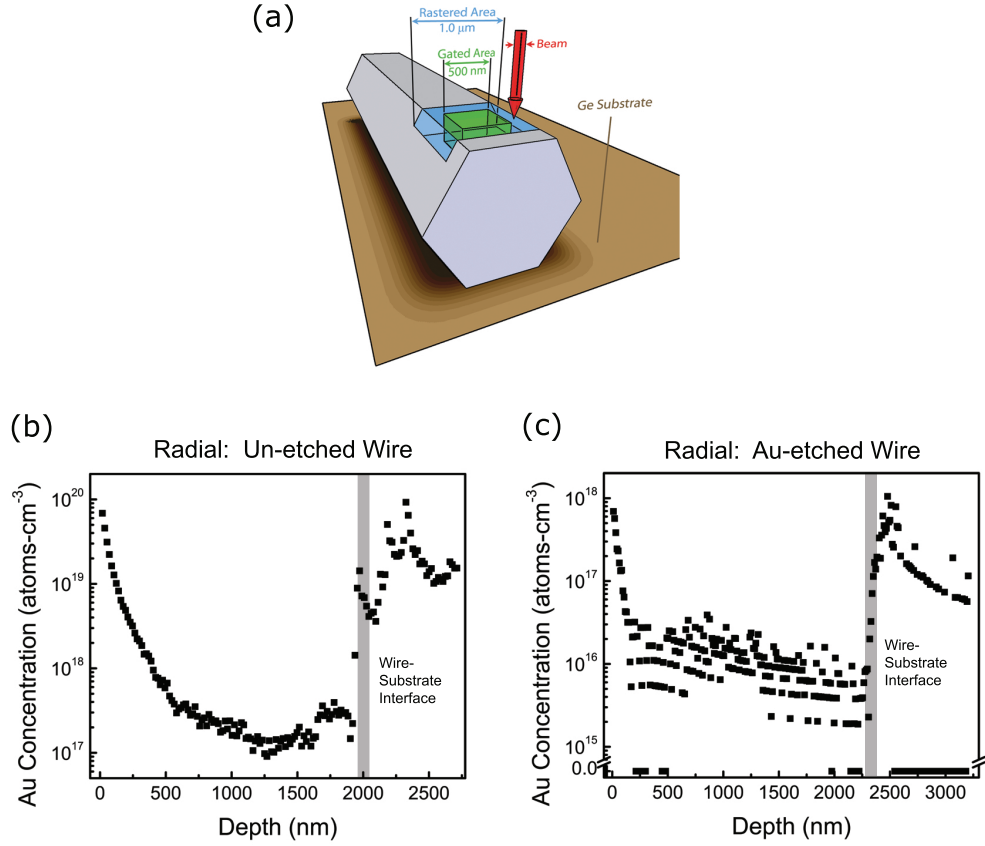 (a)
Rastered Area
1.0 μm
Gated Area
500 nm
Beam
Ge Substrate
(b)
Radial: Un-etched Wire
Au Concentration (atoms-cm⁻³)
10²⁰
10¹⁹
10¹⁸
10¹⁷
Wire-
Substrate
Interface
0
500
1000
1500
2000
2500
Depth (nm)
(c)
Radial: Au-etched Wire
Au Concentration (atoms-cm⁻³)
10¹⁸
10¹⁷
10¹⁶
10¹⁵
0.0
Wire-
Substrate
Interface
0
500
1000
1500
2000
2500
3000
Depth (nm)